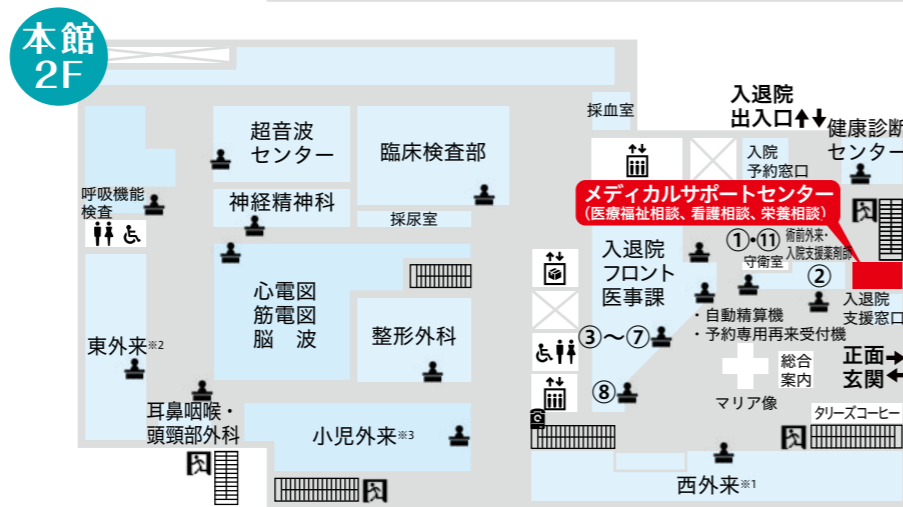 本館
2F
採血室
入退院
出入口↑↓
健康診断
センター
超音波
センター
臨床検査部
入院
予約窓口
呼吸機能
検査
神経精神科
採尿室
メディカルサポートセンター
（医療福祉相談、看護相談、栄養相談）
①・⑪
術前外来・
入院支援薬剤師
守衛室
②
入退院
フロント
医事課
入退院
支援窓口
心電図
筋電図
脳波
整形外科
・自動精算機
・予約専用再来受付機
③〜⑦
東外来※2
正面→
玄関←
総合
案内
マリア像
⑧
耳鼻咽喉・
頭頸部外科
小児外来※3
タリーズコーヒー
西外来※1